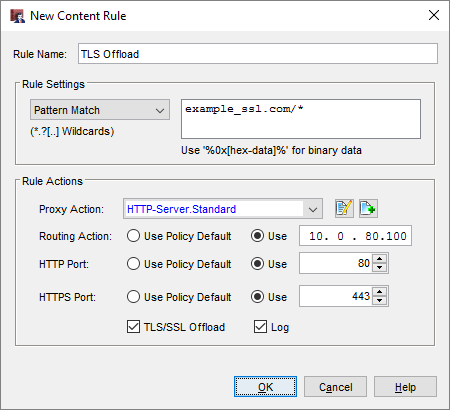 New Content Rule
Rule Name: TLS Offload
Rule Settings
Pattern Match
example_ssl.com/*
(*.?[..] Wildcards)
Use '%0x[hex-data]%' for binary data
Rule Actions
Proxy Action: HTTP-Server.Standard
Routing Action: Use Policy Default Use 10. 0 . 80.100
HTTP Port: Use Policy Default Use 80
HTTPS Port: Use Policy Default Use 443
TLS/SSL Offload Log
OK Cancel Help